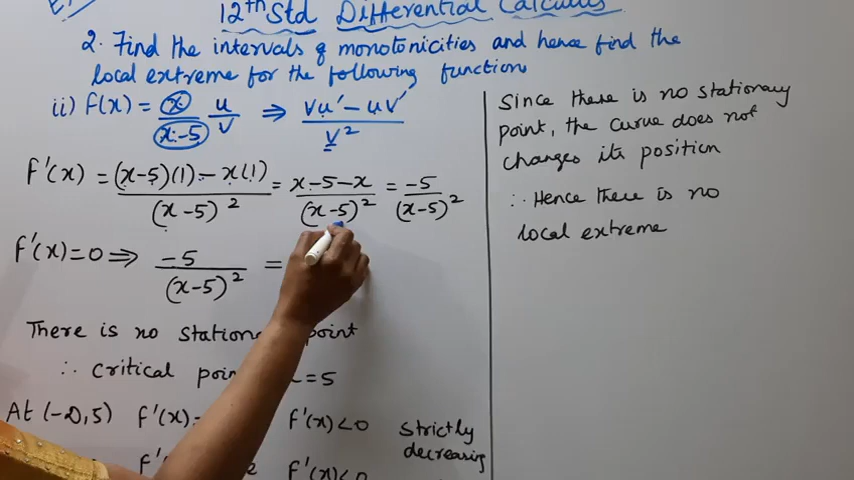 12th Std Differential Calculus
2. Find the intervals of monotonicities and hence find the
local extreme for the following function
ii) f(x) = x/(x-5) u/v ⇒ (vu' - uv')/v²
f'(x) = ((x-5)(1) - x(1))/(x-5)² = (x-5-x)/(x-5)² = -5/(x-5)²
f'(x)=0 ⇒ -5/(x-5)² =
There is no point
∴ critical =5
At (-∞,5) f'(x)= f'(x)<0 strictly
decreasing
f'(x)<0
Since there is no stationary
point, the curve does not
changes its position
∴ Hence there is no
local extreme